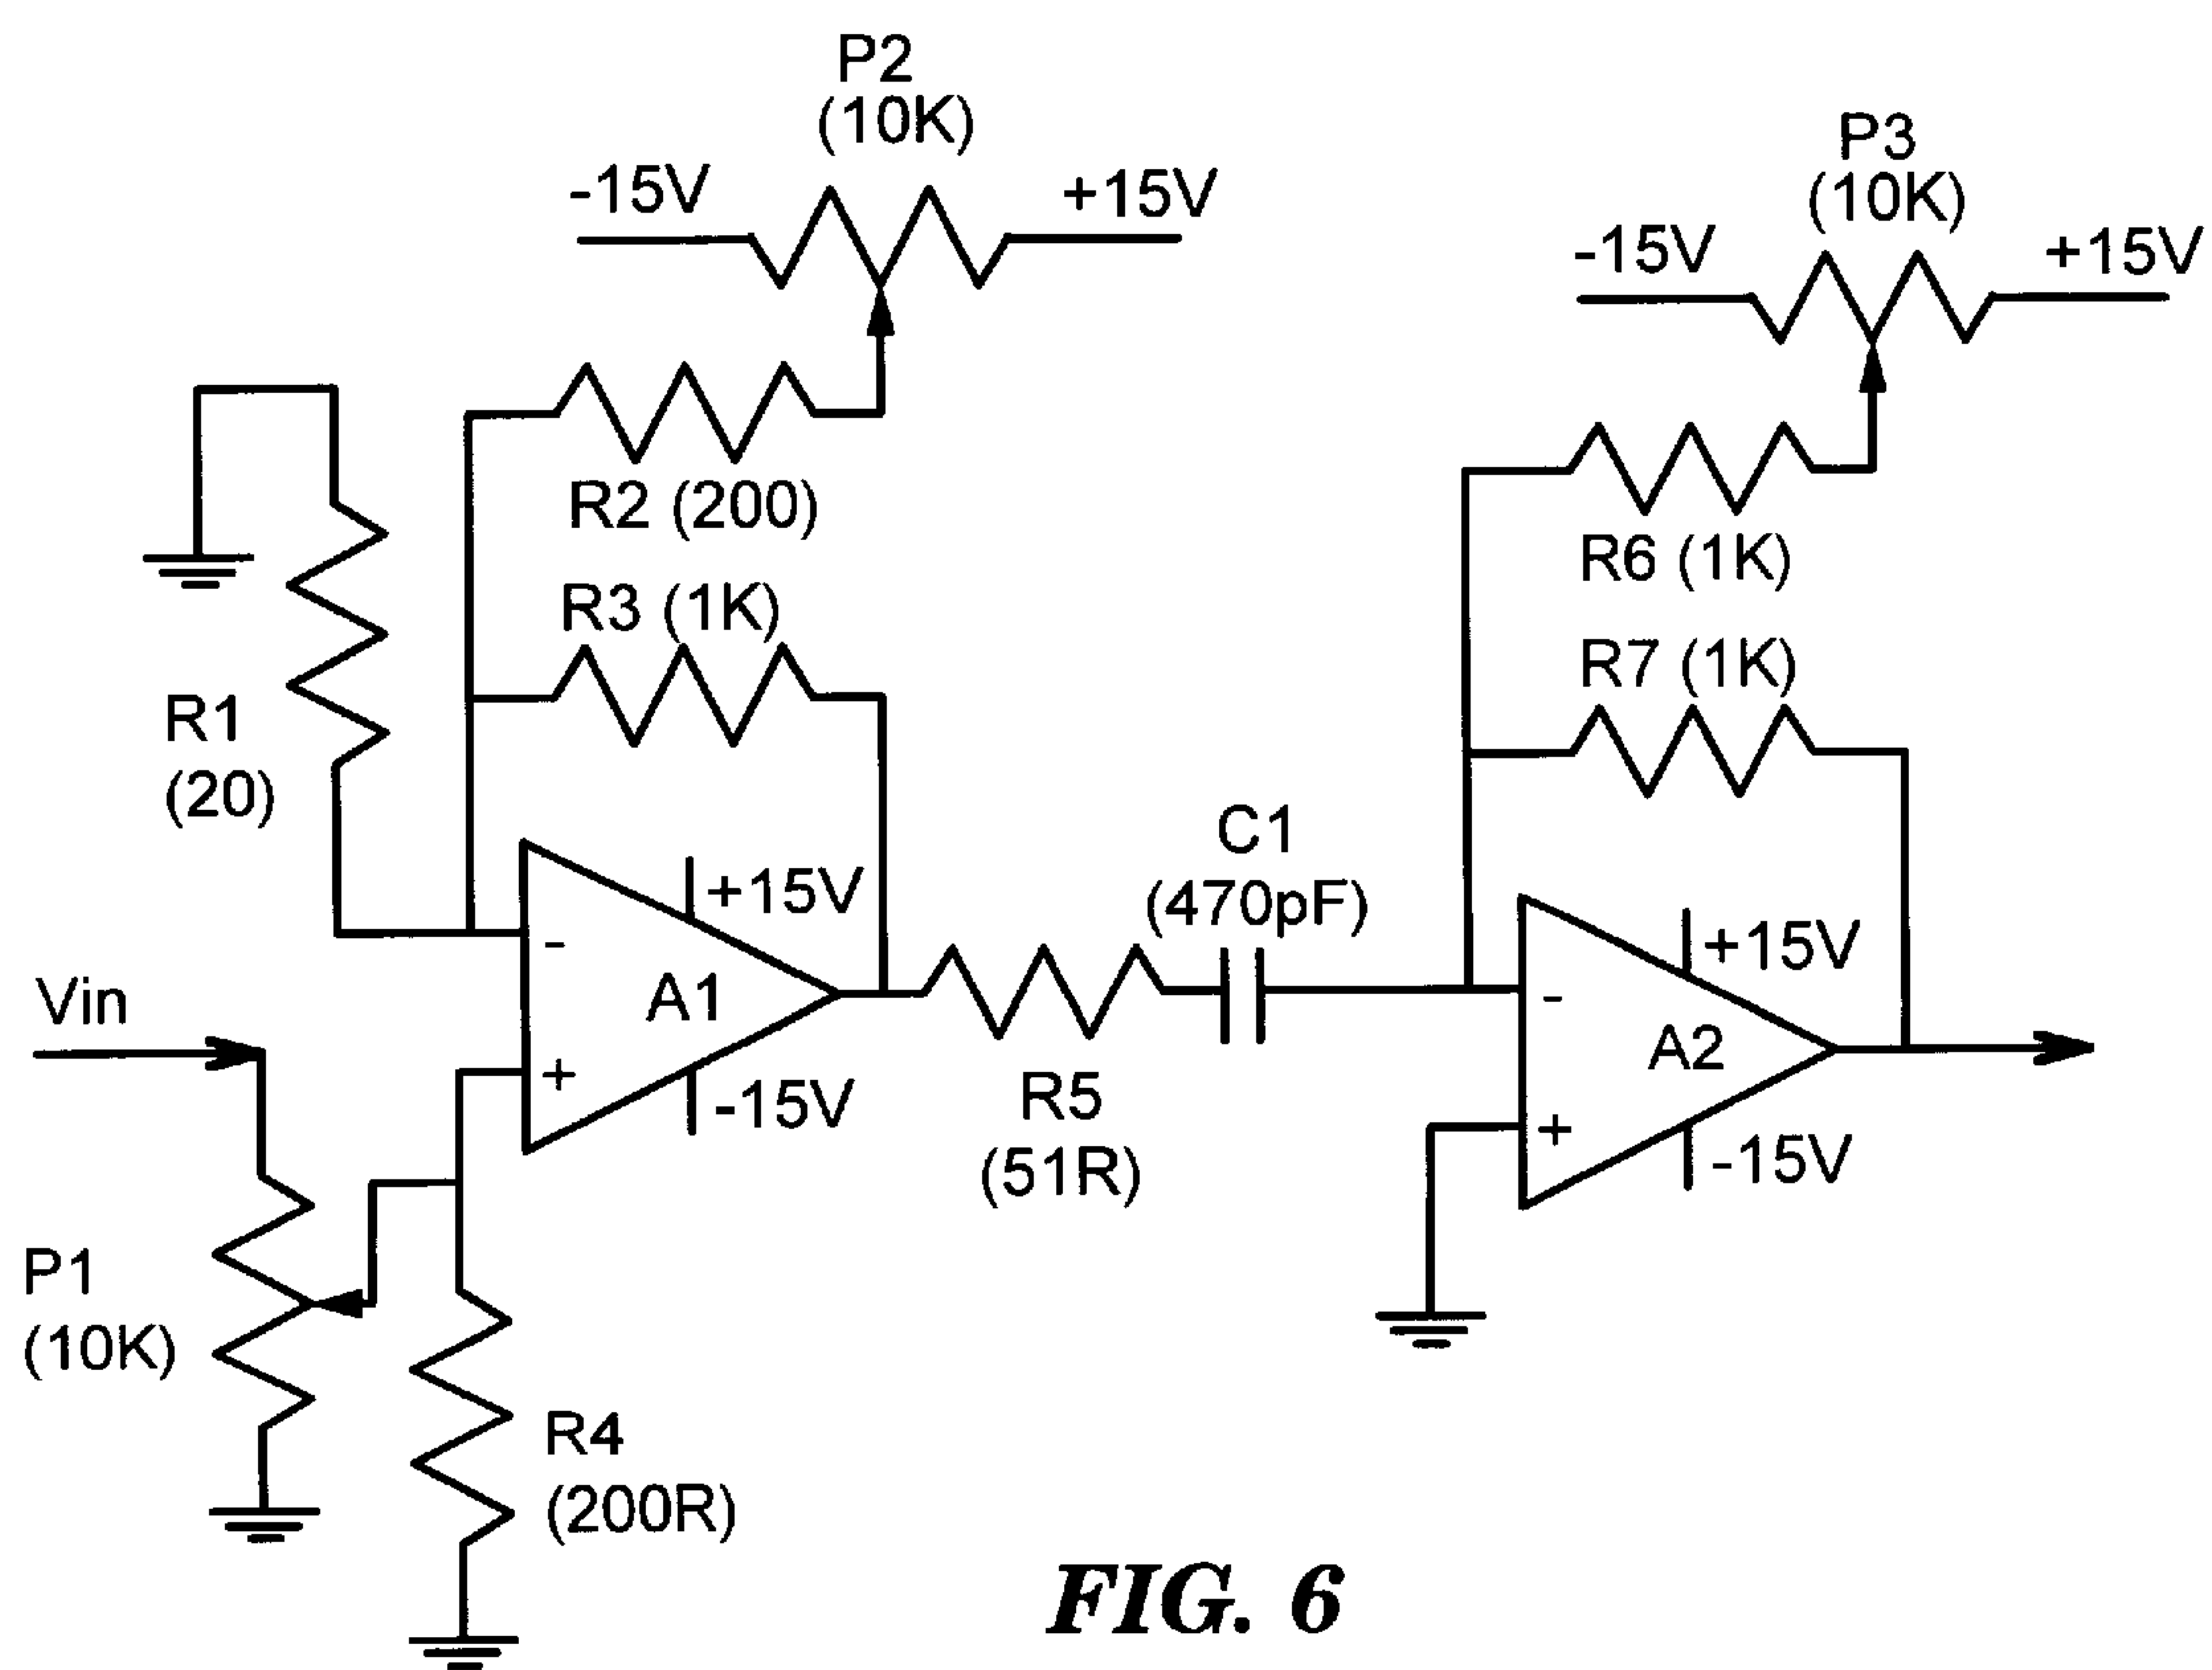 P2
(10K)
-15V
+15V
P3
(10K)
-15V
+15V
R2 (200)
R6 (1K)
R3 (1K)
R7 (1K)
R1
(20)
C1
(470pF)
+15V
+15V
-
A1
-
A2
Vin
+
-15V
R5
(51R)
+
-15V
P1
(10K)
R4
(200R)
FIG. 6